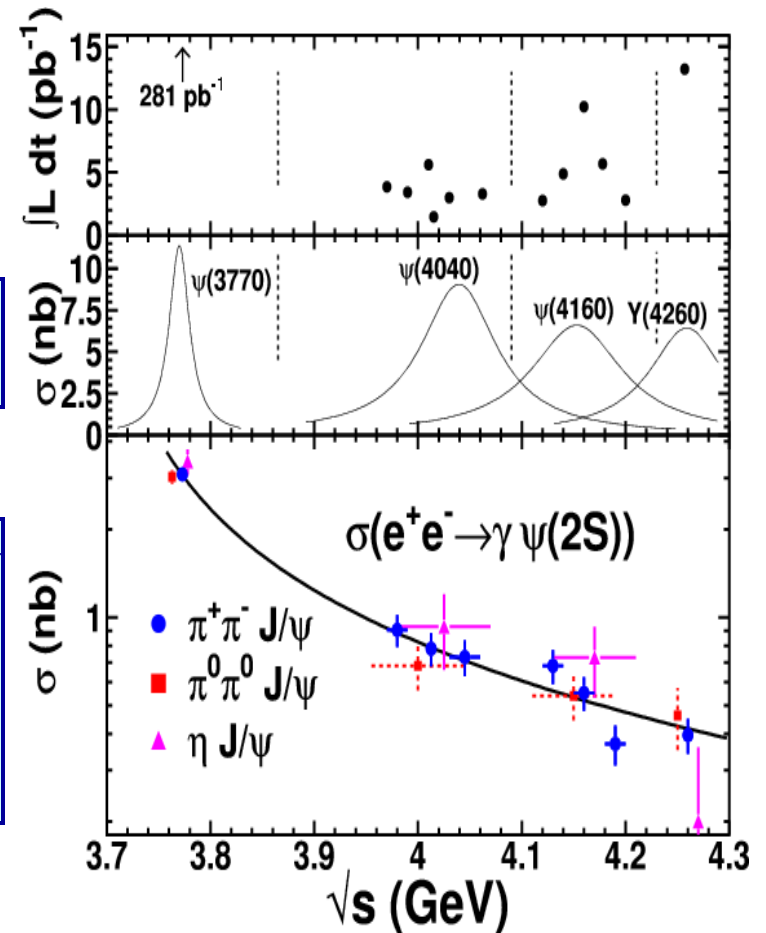 ∫L dt (pb⁻¹)
15
10
5
0
281 pb⁻¹
σ (nb)
10
7.5
5
2.5
0
ψ(3770)
ψ(4040)
ψ(4160)
Y(4260)
σ (nb)
1
σ(e⁺e⁻→γ ψ(2S))
π⁺π⁻ J/ψ
π⁰π⁰ J/ψ
η J/ψ
3.7 3.8 3.9 4 4.1 4.2 4.3
√s (GeV)